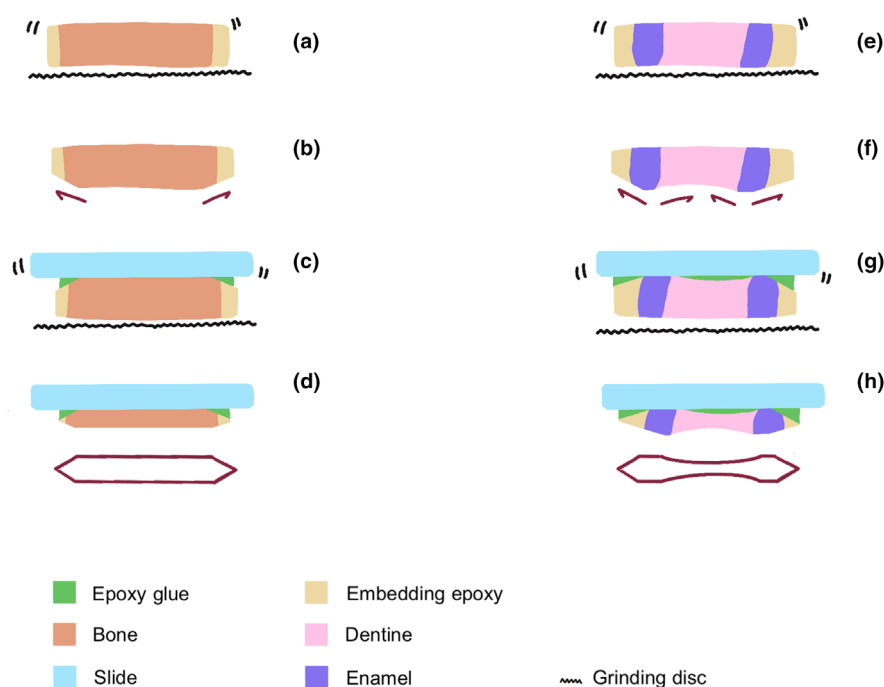 (a) (e)
(b) (f)
(c) (g)
(d) (h)
Epoxy glue Embedding epoxy
Bone Dentine
Slide Enamel Grinding disc